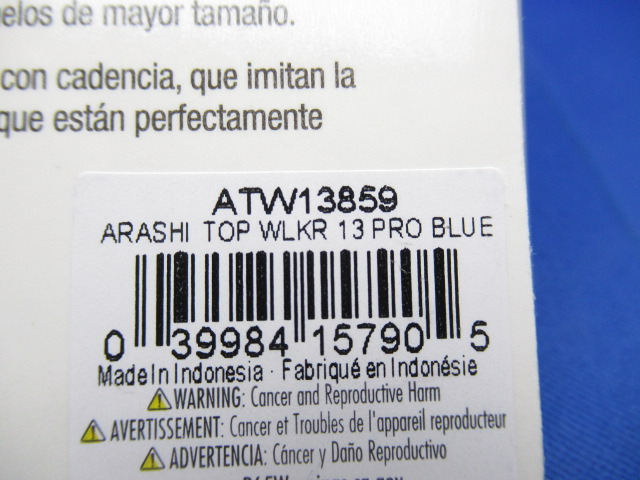 elos de mayor tamaño.
con cadencia, que imitan la
que están perfectamente
ATW13859
ARASHI TOP WLKR 13 PRO BLUE
0 39984 15790 5
Made In Indonesia · Fabriqué en Indonésie
⚠WARNING: Cancer and Reproductive Harm
⚠AVERTISSEMENT: Cancer et Troubles de l'appareil reproducteur
⚠ADVERTENCIA: Cáncer y Daño Reproductivo